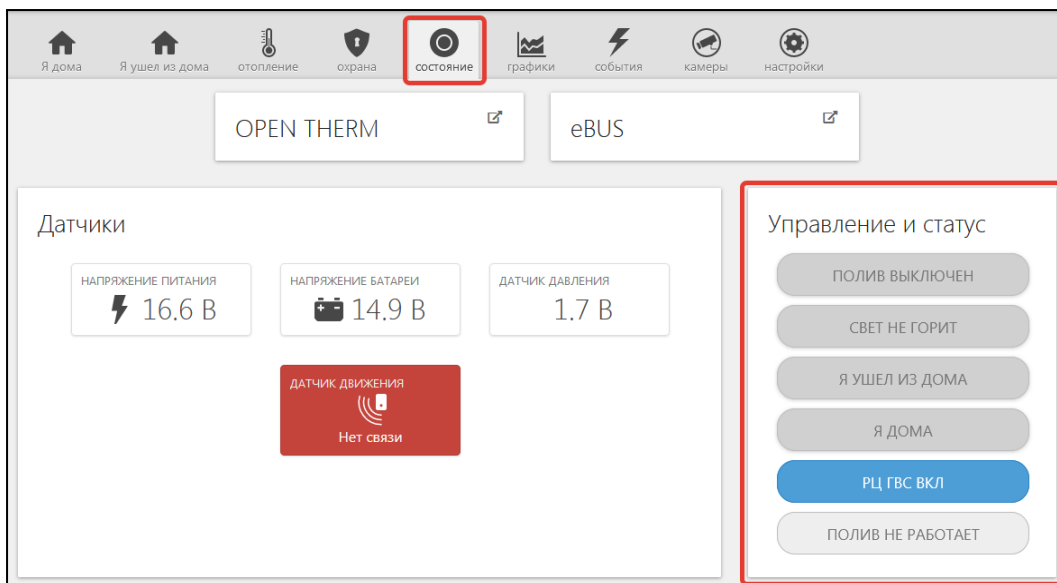 Я дома
Я ушел из дома
отопление
охрана
состояние
графики
события
камеры
настройки
OPEN THERM
eBUS
Датчики
НАПРЯЖЕНИЕ ПИТАНИЯ
16.6 В
НАПРЯЖЕНИЕ БАТАРЕИ
14.9 В
ДАТЧИК ДАВЛЕНИЯ
1.7 В
ДАТЧИК ДВИЖЕНИЯ
Нет связи
Управление и статус
ПОЛИВ ВЫКЛЮЧЕН
СВЕТ НЕ ГОРИТ
Я УШЕЛ ИЗ ДОМА
Я ДОМА
РЦ ГВС ВКЛ
ПОЛИВ НЕ РАБОТАЕТ